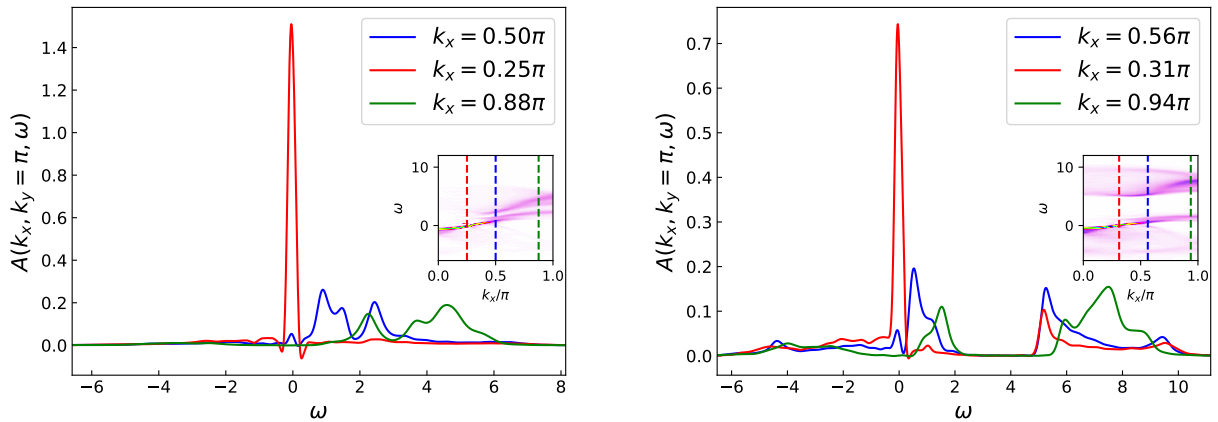 1.4
1.2
1.0
0.8
0.6
0.4
0.2
0.0
A(kₓ, k_y = π, ω)
kₓ = 0.50π
kₓ = 0.25π
kₓ = 0.88π
10
0
ω
0.0 0.5 1.0
kₓ/π
−6 −4 −2 0 2 4 6 8
ω
0.7
0.6
0.5
0.4
0.3
0.2
0.1
0.0
A(kₓ, k_y = π, ω)
kₓ = 0.56π
kₓ = 0.31π
kₓ = 0.94π
10
0
ω
0.0 0.5 1.0
kₓ/π
−6 −4 −2 0 2 4 6 8 10
ω